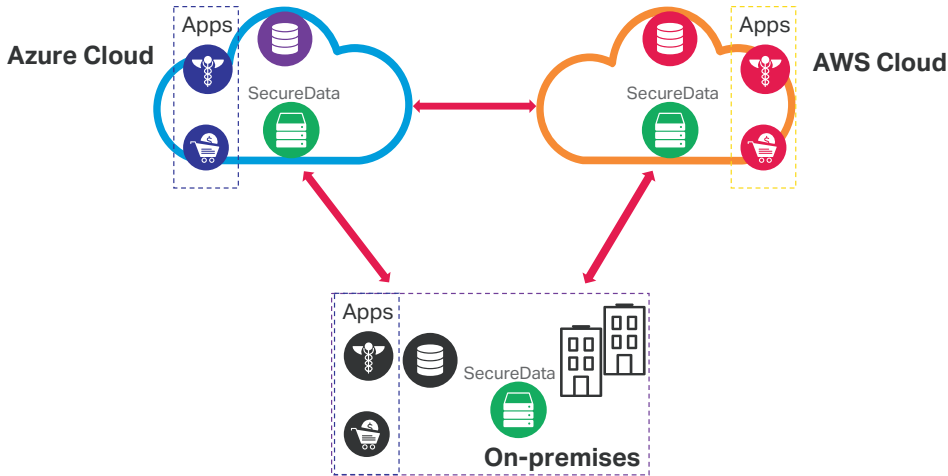 Apps
Azure Cloud
SecureData
Apps
AWS Cloud
SecureData
Apps
SecureData
On-premises